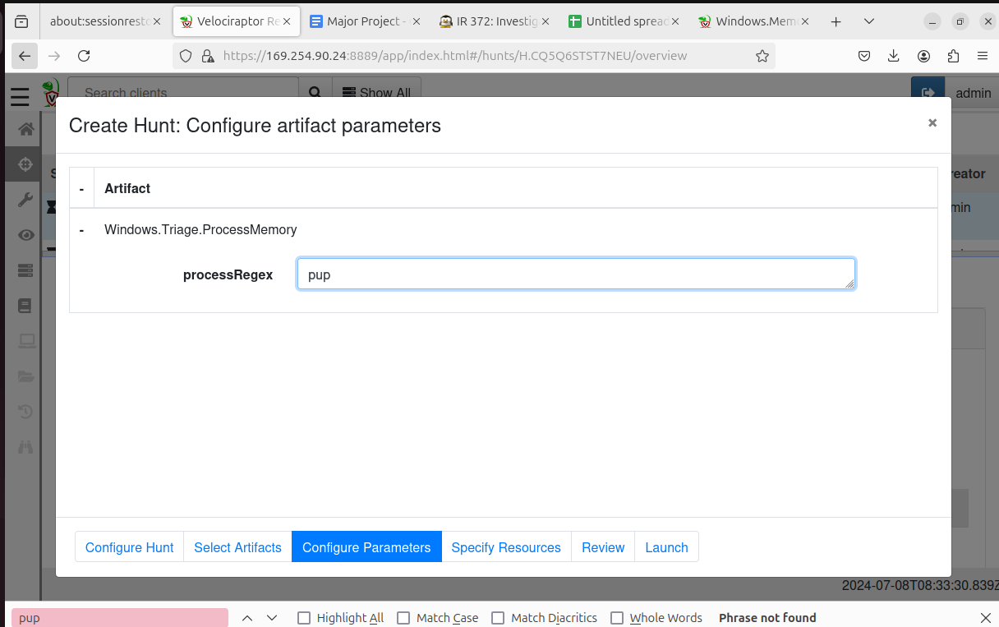 about:sessionresto
Velociraptor Re
Major Project -
IR 372: Investig
Untitled spread
Windows.Mem
https://169.254.90.24:8889/app/index.html#/hunts/H.CQ5Q6STST7NEU/overview
Search clients
Show All
admin
Create Hunt: Configure artifact parameters
×
reator
- Artifact
min
- Windows.Triage.ProcessMemory
processRegex pup
Configure Hunt Select Artifacts Configure Parameters Specify Resources Review Launch
2024-07-08T08:33:30.839Z
pup Highlight All Match Case Match Diacritics Whole Words Phrase not found